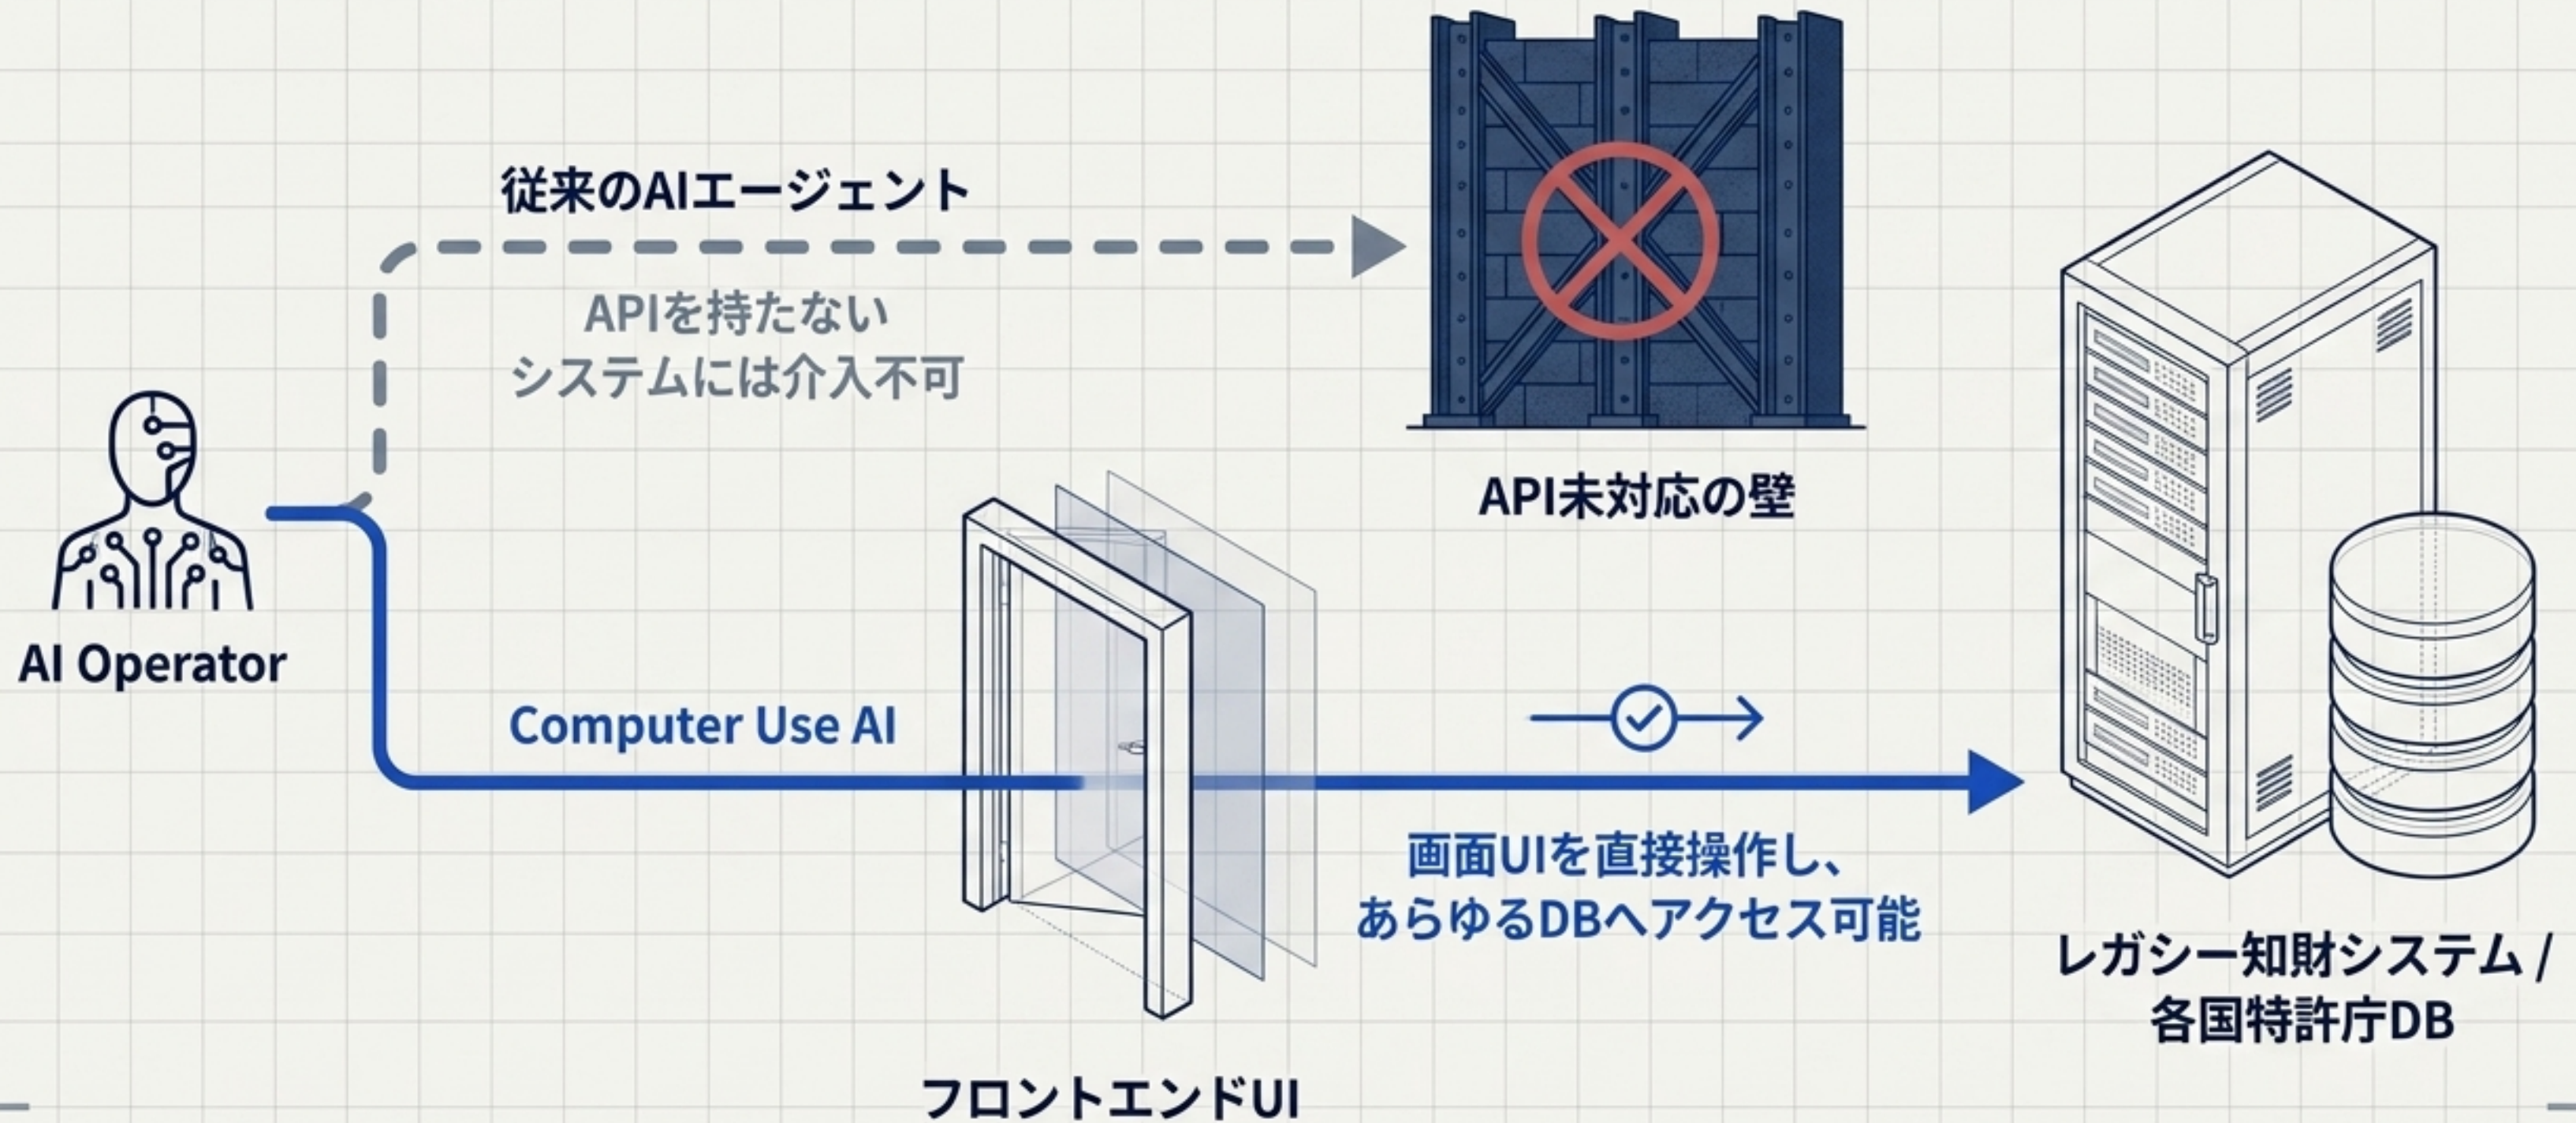 従来のAIエージェント
APIを持たない
システムには介入不可
API未対応の壁
AI Operator
Computer Use AI
画面UIを直接操作し、
あらゆるDBへアクセス可能
レガシー知財システム /
各国特許庁DB
フロントエンドUI